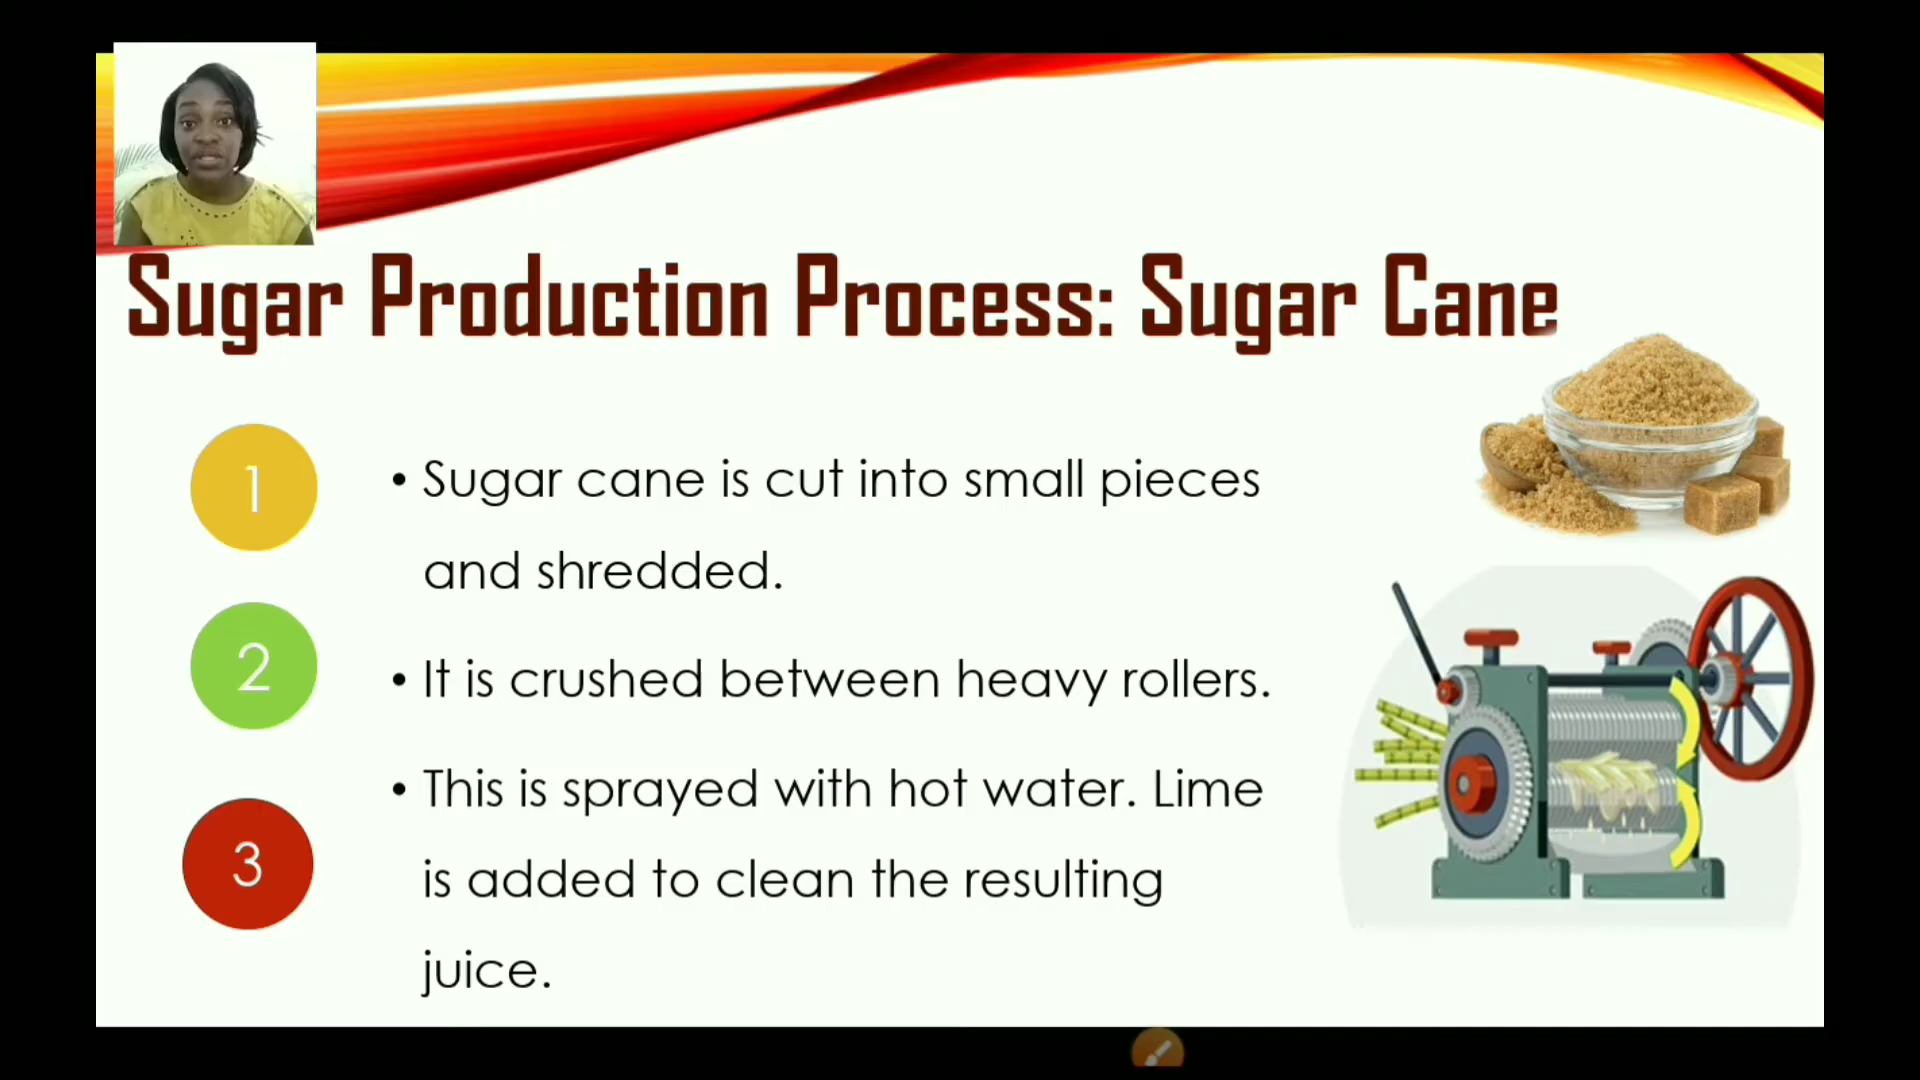 Sugar Production Process: Sugar Cane
1
• Sugar cane is cut into small pieces
and shredded.
2
• It is crushed between heavy rollers.
3
• This is sprayed with hot water. Lime
is added to clean the resulting
juice.